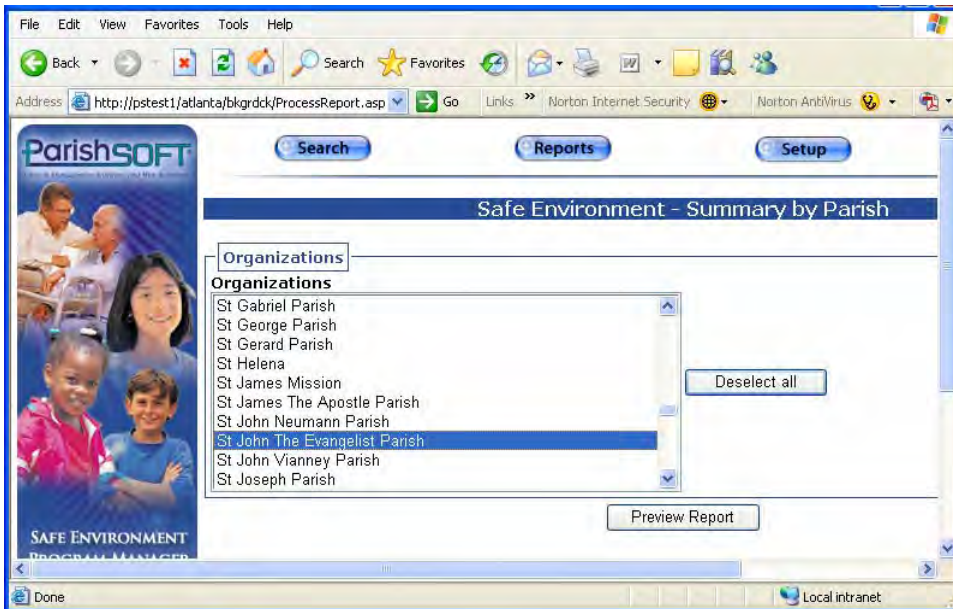 File Edit View Favorites Tools Help
Back Search Favorites
Address http://pstest1/atlanta/bkgrdck/ProcessReport.asp Go Links » Norton Internet Security Norton AntiVirus
ParishSOFT
Search Reports Setup
Safe Environment - Summary by Parish
Organizations
Organizations
St Gabriel Parish
St George Parish
St Gerard Parish
St Helena
St James Mission
St James The Apostle Parish
St John Neumann Parish
St John The Evangelist Parish
St John Vianney Parish
St Joseph Parish
Deselect all
Preview Report
SAFE ENVIRONMENT
PROGRAM MANAGER
Done Local intranet